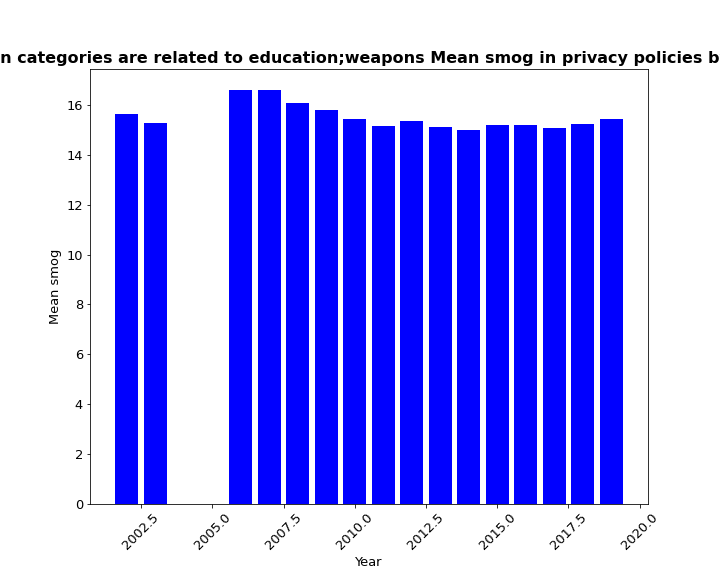 n categories are related to education;weapons Mean smog in privacy policies b
16
14
12
10
8
6
4
2
0
Mean smog
2002.5 2005.0 2007.5 2010.0 2012.5 2015.0 2017.5 2020.0
Year